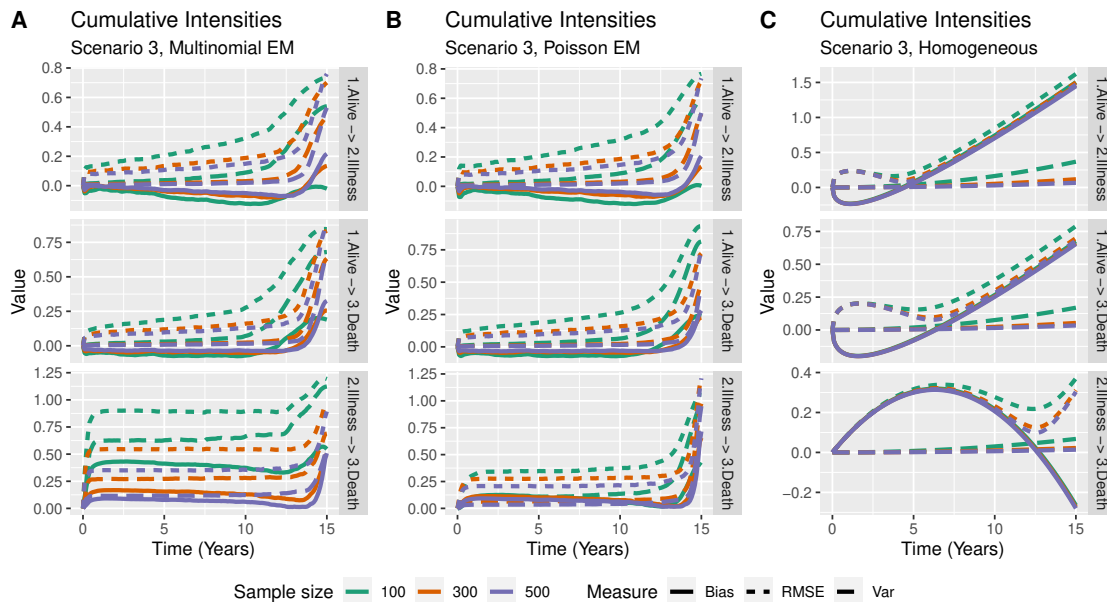 A
Cumulative Intensities
Scenario 3, Multinomial EM
0.8
0.6
0.4
0.2
0.0
1.Alive −> 2.Illness
0.75
0.50
0.25
0.00
1.Alive −> 3.Death
1.25
1.00
0.75
0.50
0.25
0.00
2.Illness −> 3.Death
0 5 10 15
Time (Years)
Value
B
Cumulative Intensities
Scenario 3, Poisson EM
0.8
0.6
0.4
0.2
0.0
1.Alive −> 2.Illness
0.75
0.50
0.25
0.00
1.Alive −> 3.Death
1.25
1.00
0.75
0.50
0.25
0.00
2.Illness −> 3.Death
0 5 10 15
Time (Years)
Value
C
Cumulative Intensities
Scenario 3, Homogeneous
1.5
1.0
0.5
0.0
1.Alive −> 2.Illness
0.75
0.50
0.25
0.00
1.Alive −> 3.Death
0.4
0.2
0.0
−0.2
2.Illness −> 3.Death
0 5 10 15
Time (Years)
Value
Sample size 100 300 500 Measure Bias RMSE Var